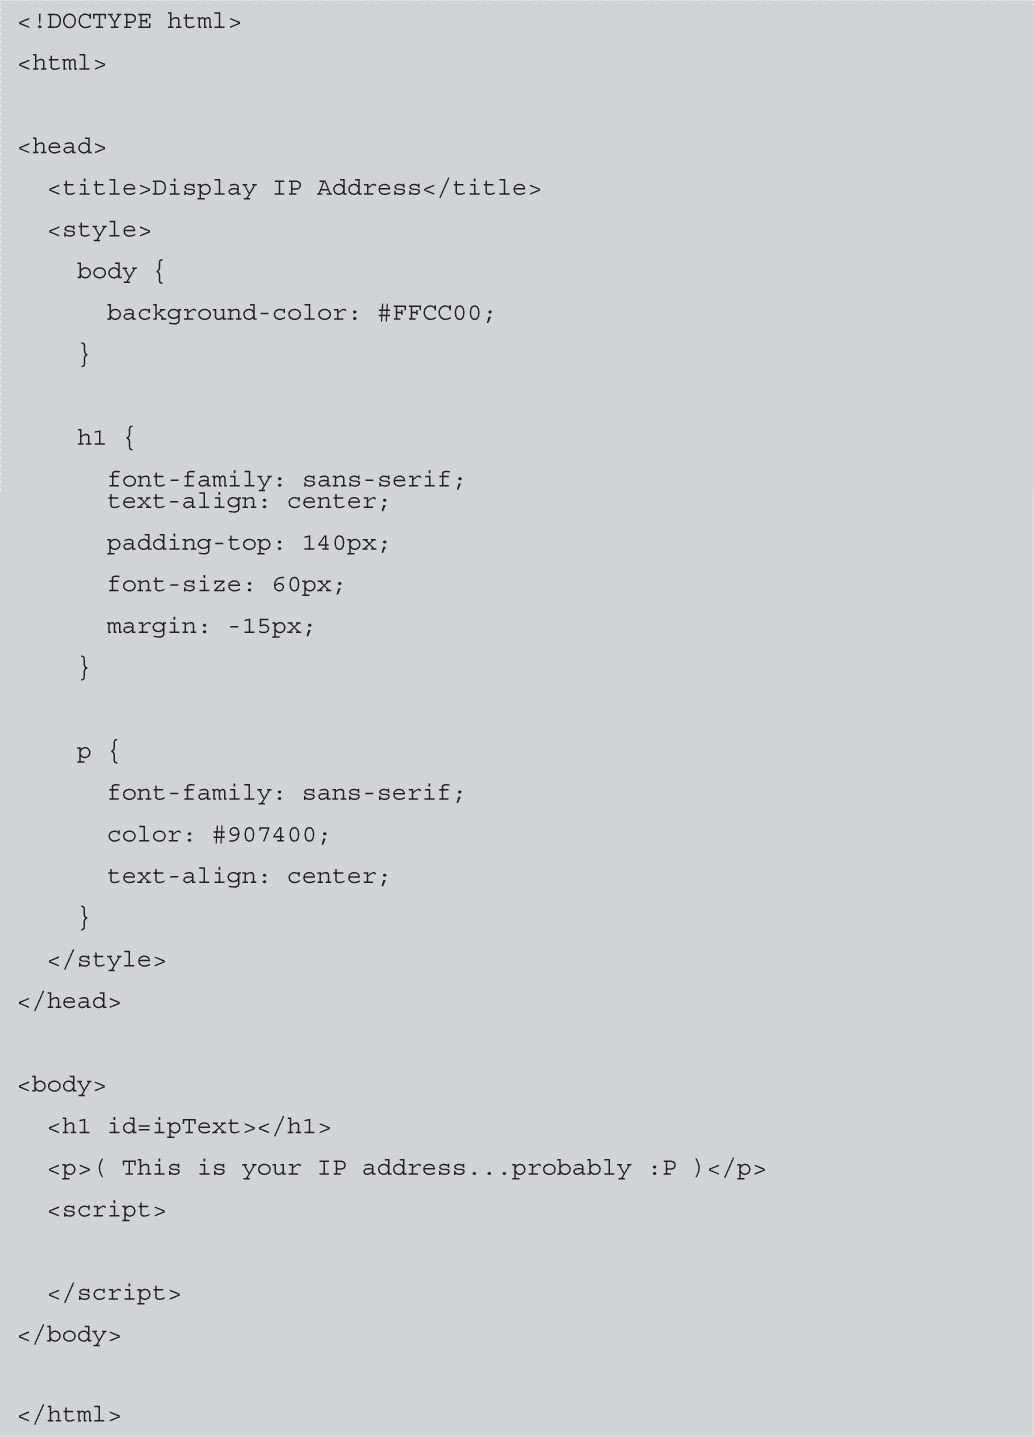 <!DOCTYPE html>
<html>
<head>
  <title>Display IP Address</title>
  <style>
    body {
      background-color: #FFCC00;
    }
    h1 {
      font-family: sans-serif;
      text-align: center;
      padding-top: 140px;
      font-size: 60px;
      margin: -15px;
    }
    p {
      font-family: sans-serif;
      color: #907400;
      text-align: center;
    }
  </style>
</head>
<body>
  <h1 id=ipText></h1>
  <p>( This is your IP address...probably :P )</p>
  <script>
  </script>
</body>
</html>